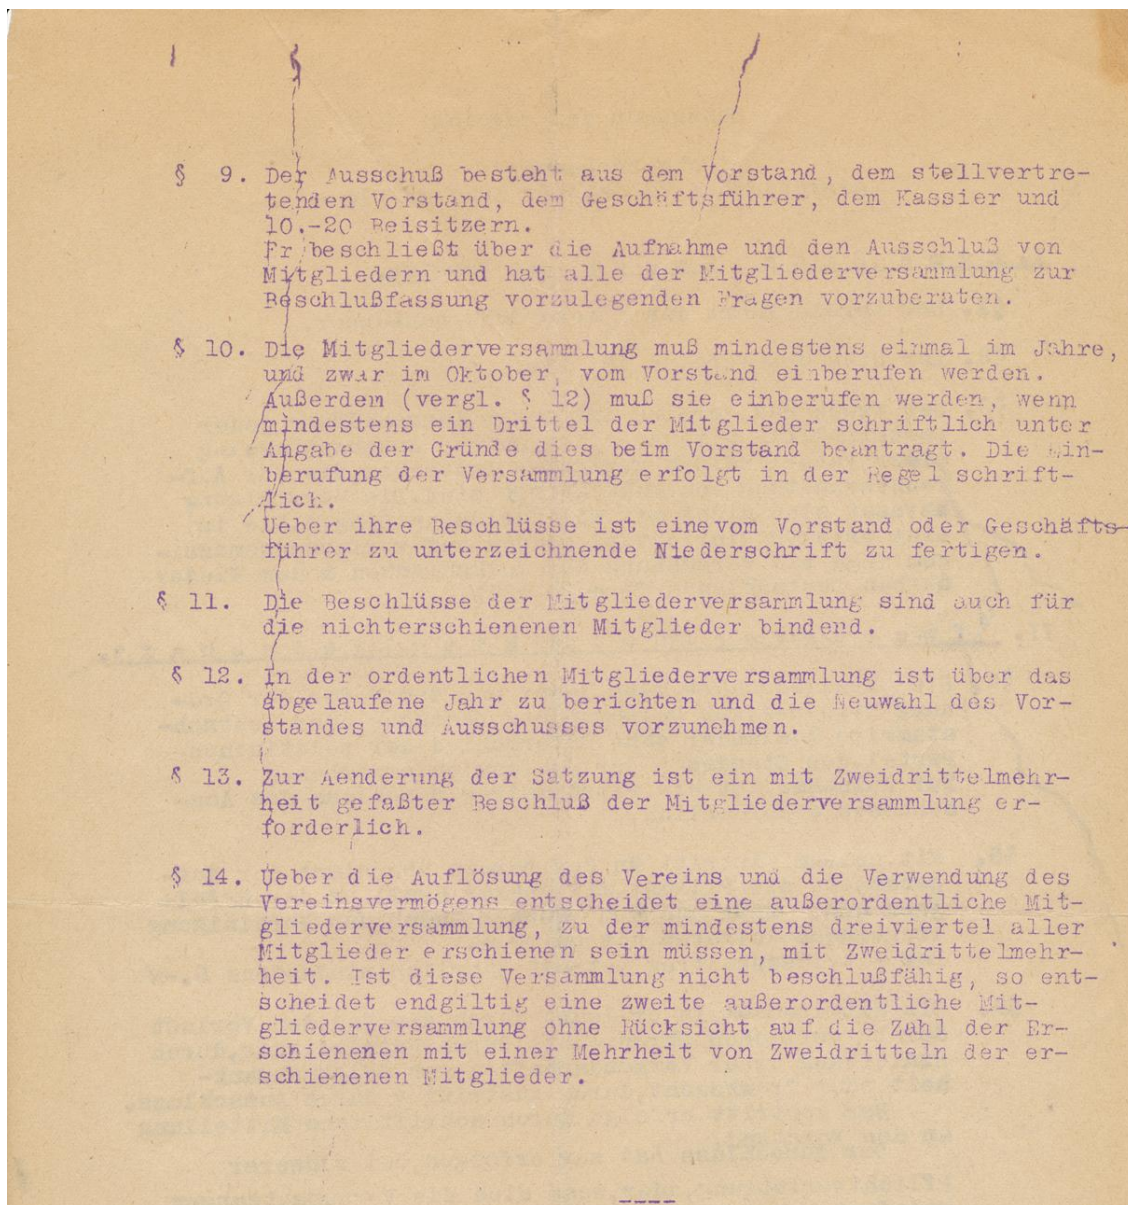 § 9. Der Ausschuß besteht aus dem Vorstand, dem stellvertre-
tenden Vorstand, dem Geschäftsführer, dem Kassier und
10.-20 Beisitzern.
Er beschließt über die Aufnahme und den Ausschluß von
Mitgliedern und hat alle der Mitgliederversammlung zur
Beschlußfassung vorzulegenden Fragen vorzuberaten.
§ 10. Die Mitgliederversammlung muß mindestens einmal im Jahre,
und zwar im Oktober, vom Vorstand einberufen werden.
Außerdem (vergl. § 12) muß sie einberufen werden, wenn
mindestens ein Drittel der Mitglieder schriftlich unter
Angabe der Gründe dies beim Vorstand beantragt. Die Ein-
berufung der Versammlung erfolgt in der Regel schrift-
lich.
Ueber ihre Beschlüsse ist einevom Vorstand oder Geschäfts-
führer zu unterzeichnende Niederschrift zu fertigen.
§ 11. Die Beschlüsse der Mitgliederversammlung sind auch für
die nichterschienenen Mitglieder bindend.
§ 12. In der ordentlichen Mitgliederversammlung ist über das
abgelaufene Jahr zu berichten und die Neuwahl des Vor-
standes und Ausschusses vorzunehmen.
§ 13. Zur Aenderung der Satzung ist ein mit Zweidrittelmehr-
heit gefaßter Beschluß der Mitgliederversammlung er-
forderlich.
§ 14. Ueber die Auflösung des Vereins und die Verwendung des
Vereinsvermögens entscheidet eine außerordentliche Mit-
gliederversammlung, zu der mindestens dreiviertel aller
Mitglieder erschienen sein müssen, mit Zweidrittelmehr-
heit. Ist diese Versammlung nicht beschlußfähig, so ent-
scheidet endgiltig eine zweite außerordentliche Mit-
gliederversammlung ohne Rücksicht auf die Zahl der Er-
schienenen mit einer Mehrheit von Zweidritteln der er-
schienenen Mitglieder.
----